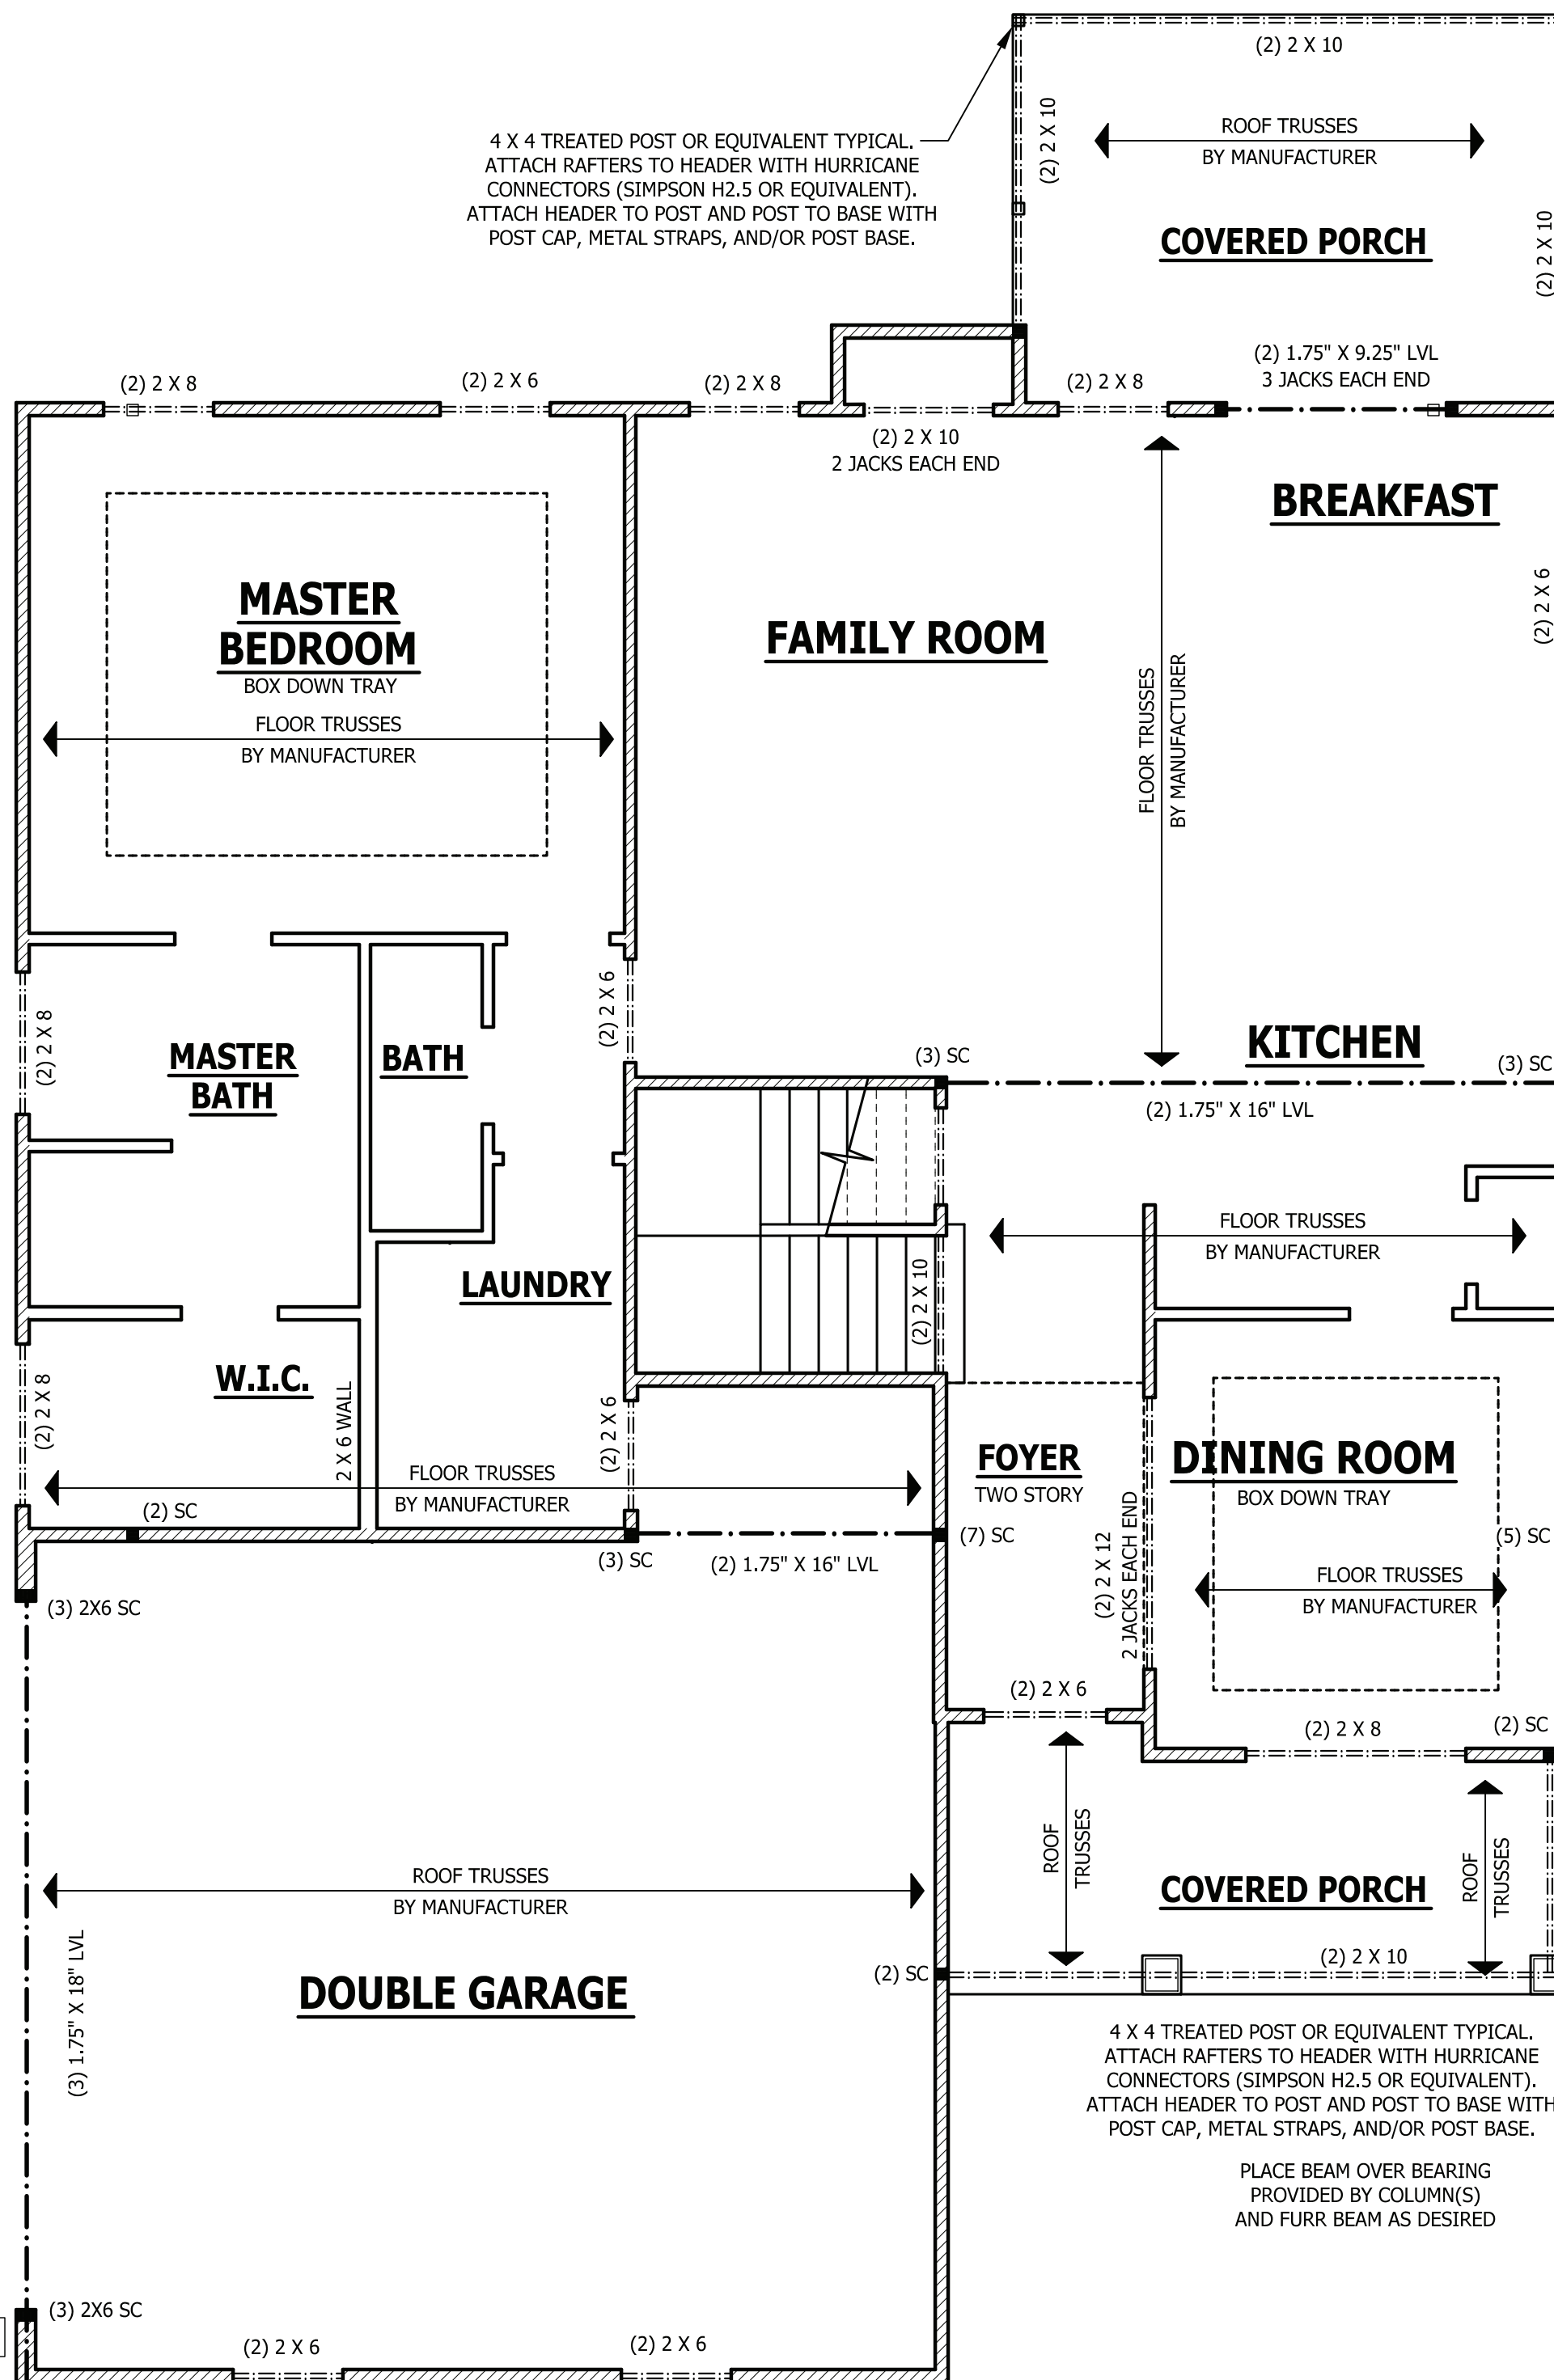 (2) 2 X 10
4 X 4 TREATED POST OR EQUIVALENT TYPICAL.
ATTACH RAFTERS TO HEADER WITH HURRICANE
CONNECTORS (SIMPSON H2.5 OR EQUIVALENT).
ATTACH HEADER TO POST AND POST TO BASE WITH
POST CAP, METAL STRAPS, AND/OR POST BASE.
(2) 2 X 10
ROOF TRUSSES
BY MANUFACTURER
COVERED PORCH
(2) 2 X 10
(2) 2 X 8
(2) 2 X 6
(2) 2 X 8
(2) 2 X 8
(2) 1.75" X 9.25" LVL
3 JACKS EACH END
(2) 2 X 10
2 JACKS EACH END
BREAKFAST
MASTER
BEDROOM
BOX DOWN TRAY
FLOOR TRUSSES
BY MANUFACTURER
FAMILY ROOM
FLOOR TRUSSES
BY MANUFACTURER
(2) 2 X 6
(2) 2 X 8
MASTER
BATH
BATH
(2) 2 X 6
(3) SC
KITCHEN
(3) SC
(2) 1.75" X 16" LVL
FLOOR TRUSSES
BY MANUFACTURER
LAUNDRY
(2) 2 X 10
W.I.C.
(2) 2 X 8
2 X 6 WALL
(2) 2 X 6
FLOOR TRUSSES
BY MANUFACTURER
FOYER
TWO STORY
DINING ROOM
BOX DOWN TRAY
(2) SC
(3) SC
(2) 1.75" X 16" LVL
(7) SC
(2) 2 X 12
2 JACKS EACH END
(5) SC
FLOOR TRUSSES
BY MANUFACTURER
(3) 2X6 SC
(2) 2 X 6
(2) 2 X 8
(2) SC
ROOF
TRUSSES
ROOF
TRUSSES
COVERED PORCH
ROOF TRUSSES
BY MANUFACTURER
(3) 1.75" X 18" LVL
DOUBLE GARAGE
(2) SC
(2) 2 X 10
4 X 4 TREATED POST OR EQUIVALENT TYPICAL.
ATTACH RAFTERS TO HEADER WITH HURRICANE
CONNECTORS (SIMPSON H2.5 OR EQUIVALENT).
ATTACH HEADER TO POST AND POST TO BASE WITH
POST CAP, METAL STRAPS, AND/OR POST BASE.
PLACE BEAM OVER BEARING
PROVIDED BY COLUMN(S)
AND FURR BEAM AS DESIRED
(3) 2X6 SC
(2) 2 X 6
(2) 2 X 6